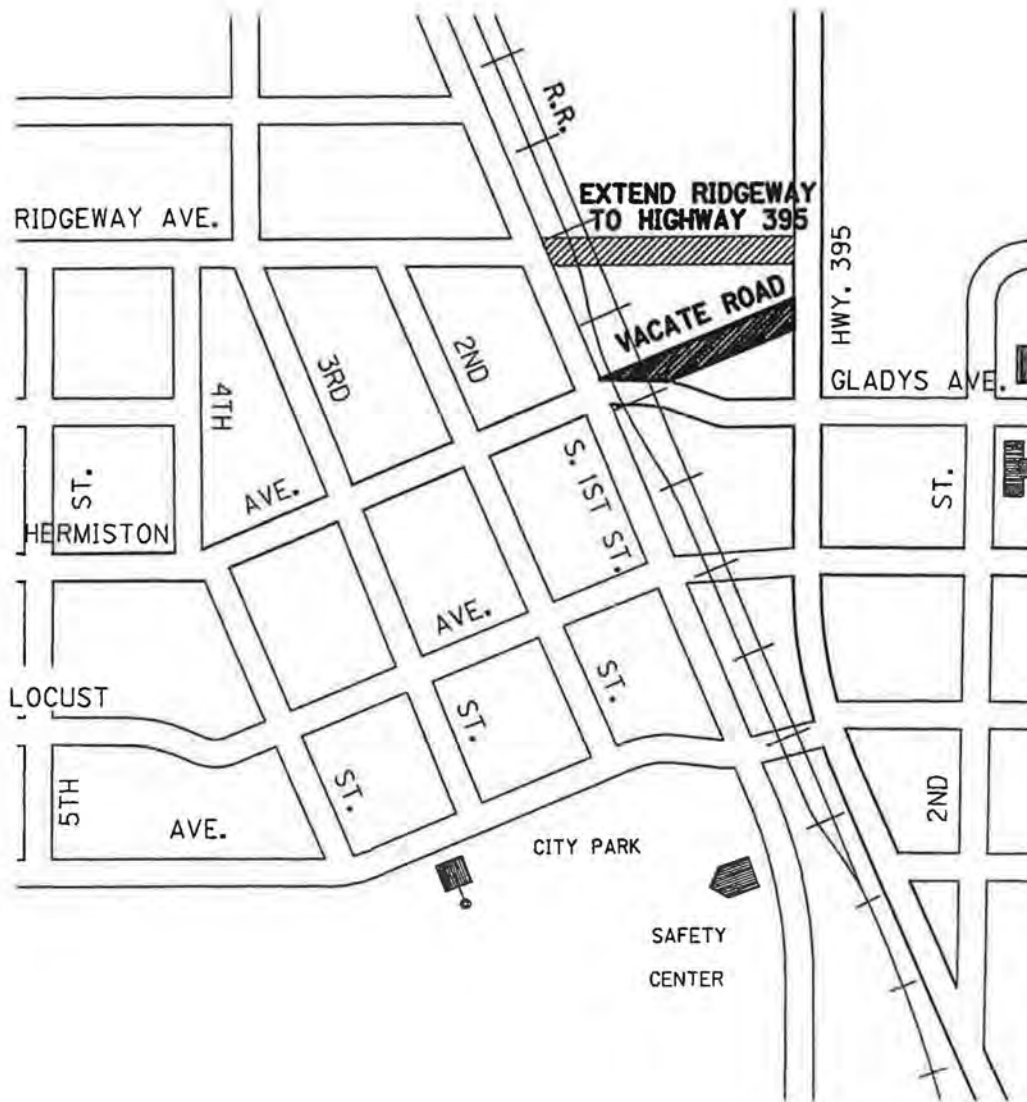 R.R.
EXTEND RIDGEWAY
TO HIGHWAY 395
RIDGEWAY AVE.
HWY. 395
VACATE ROAD
2ND
3RD
4TH
GLADYS AVE.
S. 1ST ST.
ST.
AVE.
ST.
HERMISTON
AVE.
ST.
LOCUST
ST.
ST.
5TH
AVE.
2ND
CITY PARK
SAFETY
CENTER